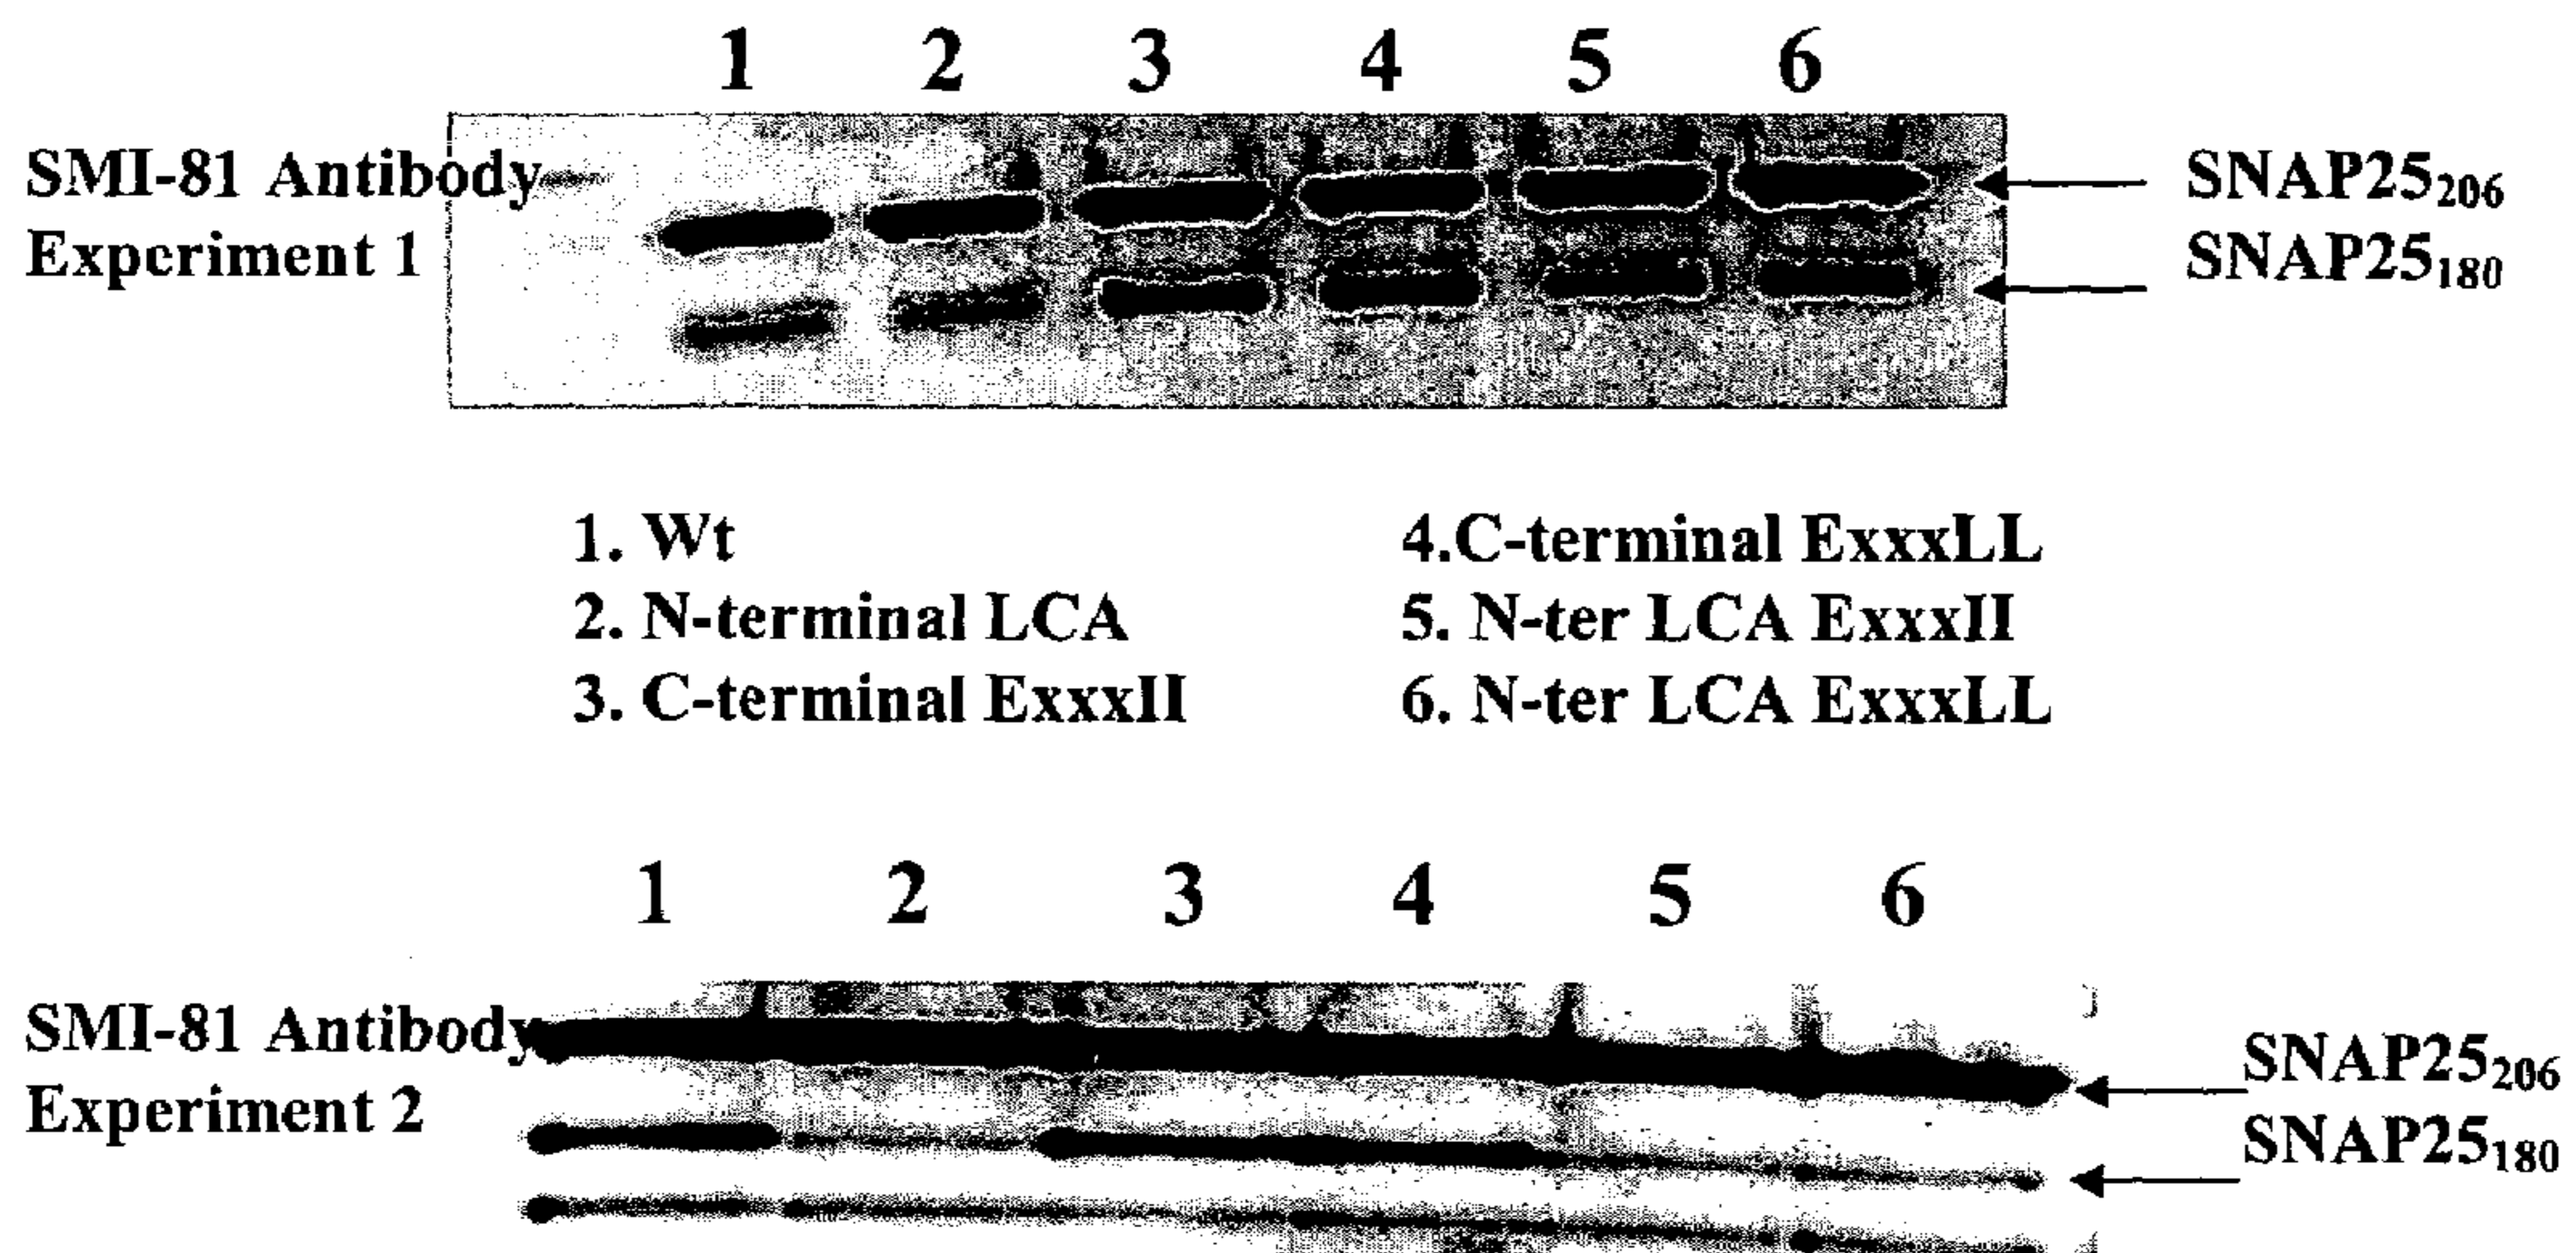 1 2 3 4 5 6
SMI-81 Antibody
Experiment 1
SNAP25₂₀₆
SNAP25₁₈₀
1. Wt
2. N-terminal LCA
3. C-terminal ExxxII
4.C-terminal ExxxLL
5. N-ter LCA ExxxII
6. N-ter LCA ExxxLL
1 2 3 4 5 6
SMI-81 Antibody
Experiment 2
SNAP25₂₀₆
SNAP25₁₈₀